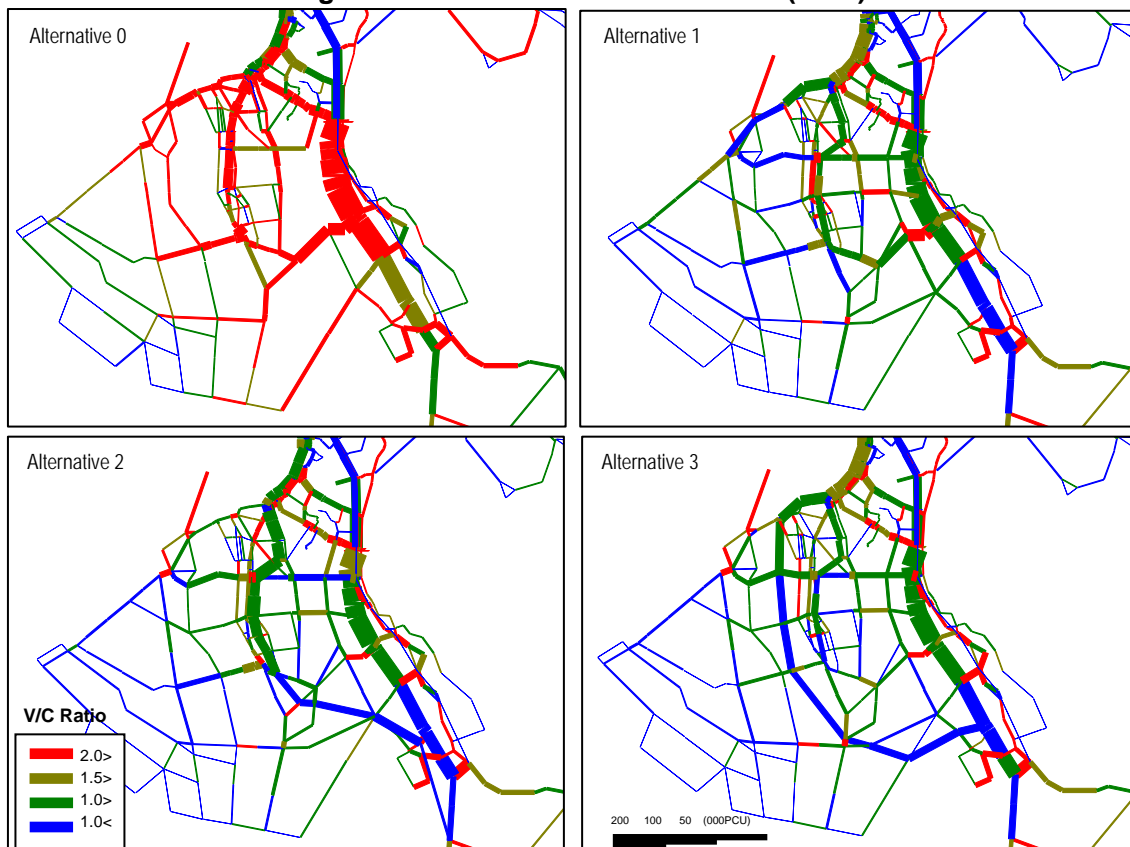 Alternative 0
Alternative 1
Alternative 2
Alternative 3
V/C Ratio
2.0>
1.5>
1.0>
1.0<
200 100 50 (000PCU)